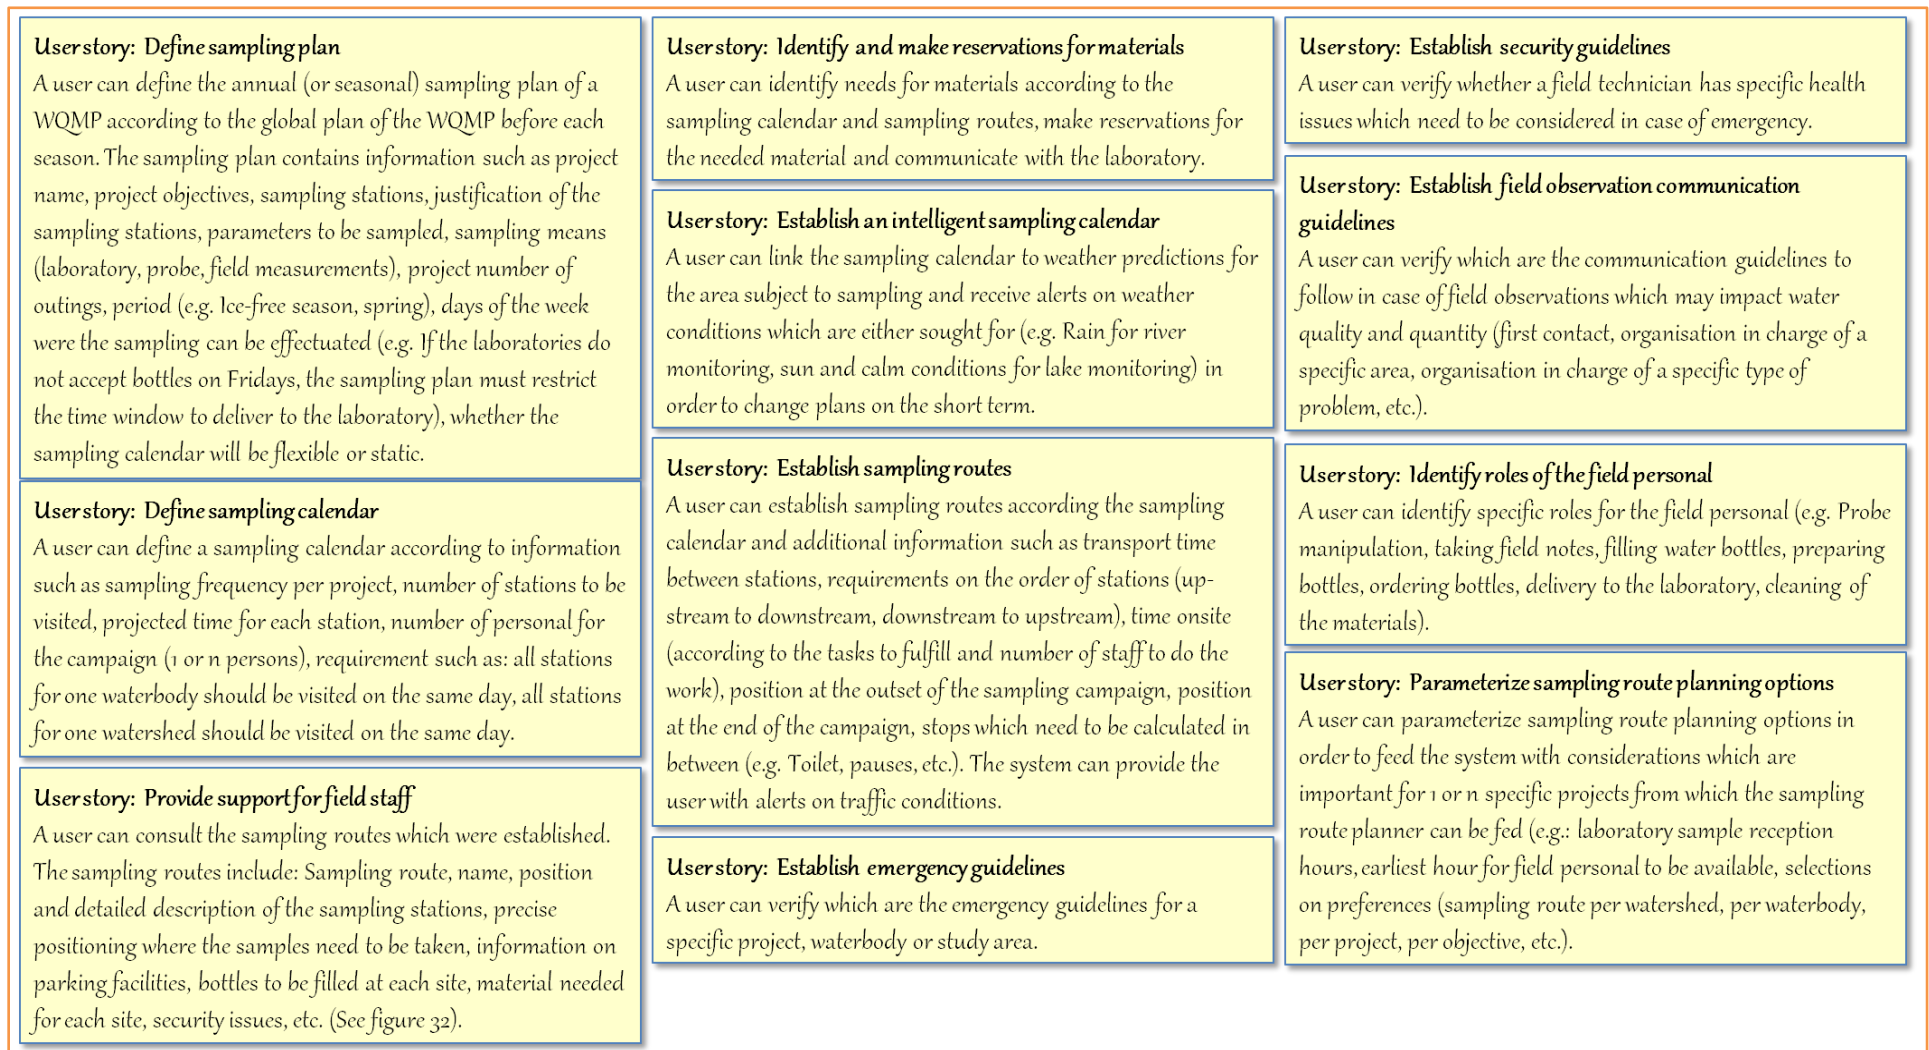 User story: Define sampling plan
A user can define the annual (or seasonal) sampling plan of a
WQMP according to the global plan of the WQMP before each
season. The sampling plan contains information such as project
name, project objectives, sampling stations, justification of the
sampling stations, parameters to be sampled, sampling means
(laboratory, probe, field measurements), project number of
outings, period (e.g. Ice-free season, spring), days of the week
were the sampling can be effectuated (e.g. If the laboratories do
not accept bottles on Fridays, the sampling plan must restrict
the time window to deliver to the laboratory), whether the
sampling calendar will be flexible or static.
User story: Define sampling calendar
A user can define a sampling calendar according to information
such as sampling frequency per project, number of stations to be
visited, projected time for each station, number of personal for
the campaign (1 or n persons), requirement such as: all stations
for one waterbody should be visited on the same day, all stations
for one watershed should be visited on the same day.
User story: Provide support for field staff
A user can consult the sampling routes which were established.
The sampling routes include: Sampling route, name, position
and detailed description of the sampling stations, precise
positioning where the samples need to be taken, information on
parking facilities, bottles to be filled at each site, material needed
for each site, security issues, etc. (See figure 32).
User story: Identify and make reservations for materials
A user can identify needs for materials according to the
sampling calendar and sampling routes, make reservations for
the needed material and communicate with the laboratory.
User story: Establish an intelligent sampling calendar
A user can link the sampling calendar to weather predictions for
the area subject to sampling and receive alerts on weather
conditions which are either sought for (e.g. Rain for river
monitoring, sun and calm conditions for lake monitoring) in
order to change plans on the short term.
User story: Establish sampling routes
A user can establish sampling routes according the sampling
calendar and additional information such as transport time
between stations, requirements on the order of stations (up-
stream to downstream, downstream to upstream), time onsite
(according to the tasks to fulfill and number of staff to do the
work), position at the outset of the sampling campaign, position
at the end of the campaign, stops which need to be calculated in
between (e.g. Toilet, pauses, etc.). The system can provide the
user with alerts on traffic conditions.
User story: Establish emergency guidelines
A user can verify which are the emergency guidelines for a
specific project, waterbody or study area.
User story: Establish security guidelines
A user can verify whether a field technician has specific health
issues which need to be considered in case of emergency.
User story: Establish field observation communication
guidelines
A user can verify which are the communication guidelines to
follow in case of field observations which may impact water
quality and quantity (first contact, organisation in charge of a
specific area, organisation in charge of a specific type of
problem, etc.).
User story: Identify roles of the field personal
A user can identify specific roles for the field personal (e.g. Probe
manipulation, taking field notes, filling water bottles, preparing
bottles, ordering bottles, delivery to the laboratory, cleaning of
the materials).
User story: Parameterize sampling route planning options
A user can parameterize sampling route planning options in
order to feed the system with considerations which are
important for 1 or n specific projects from which the sampling
route planner can be fed (e.g.: laboratory sample reception
hours, earliest hour for field personal to be available, selections
on preferences (sampling route per watershed, per waterbody,
per project, per objective, etc.).